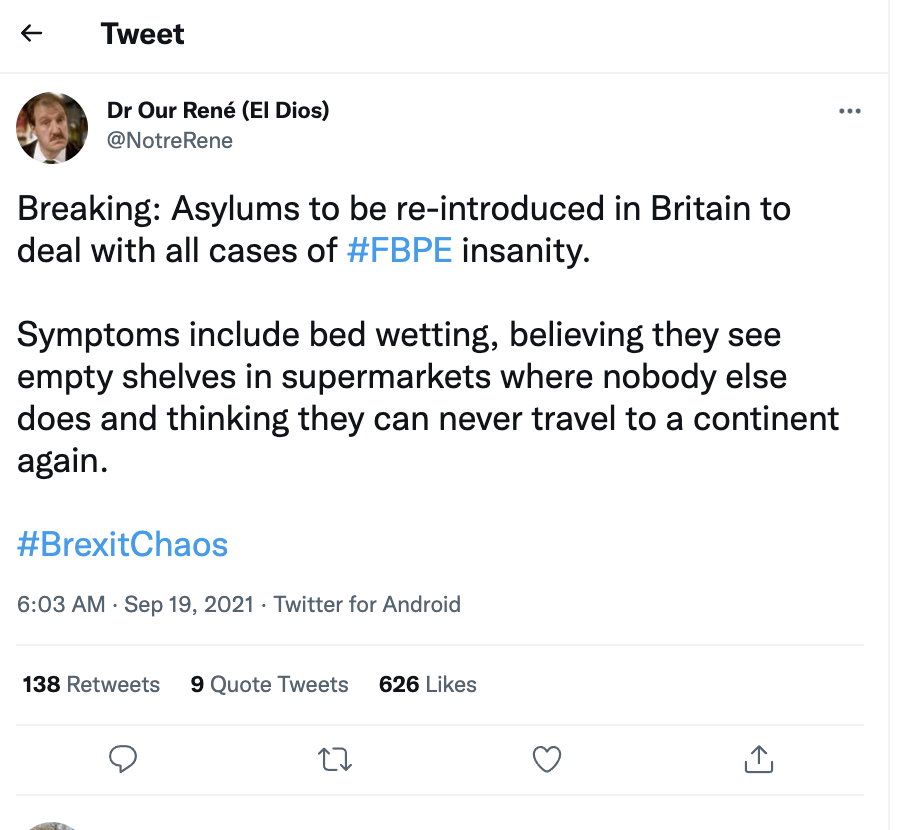 Tweet
Dr Our René (El Dios)
@NotreRene
Breaking: Asylums to be re-introduced in Britain to
deal with all cases of #FBPE insanity.
Symptoms include bed wetting, believing they see
empty shelves in supermarkets where nobody else
does and thinking they can never travel to a continent
again.
#BrexitChaos
6:03 AM · Sep 19, 2021 · Twitter for Android
138 Retweets 9 Quote Tweets 626 Likes